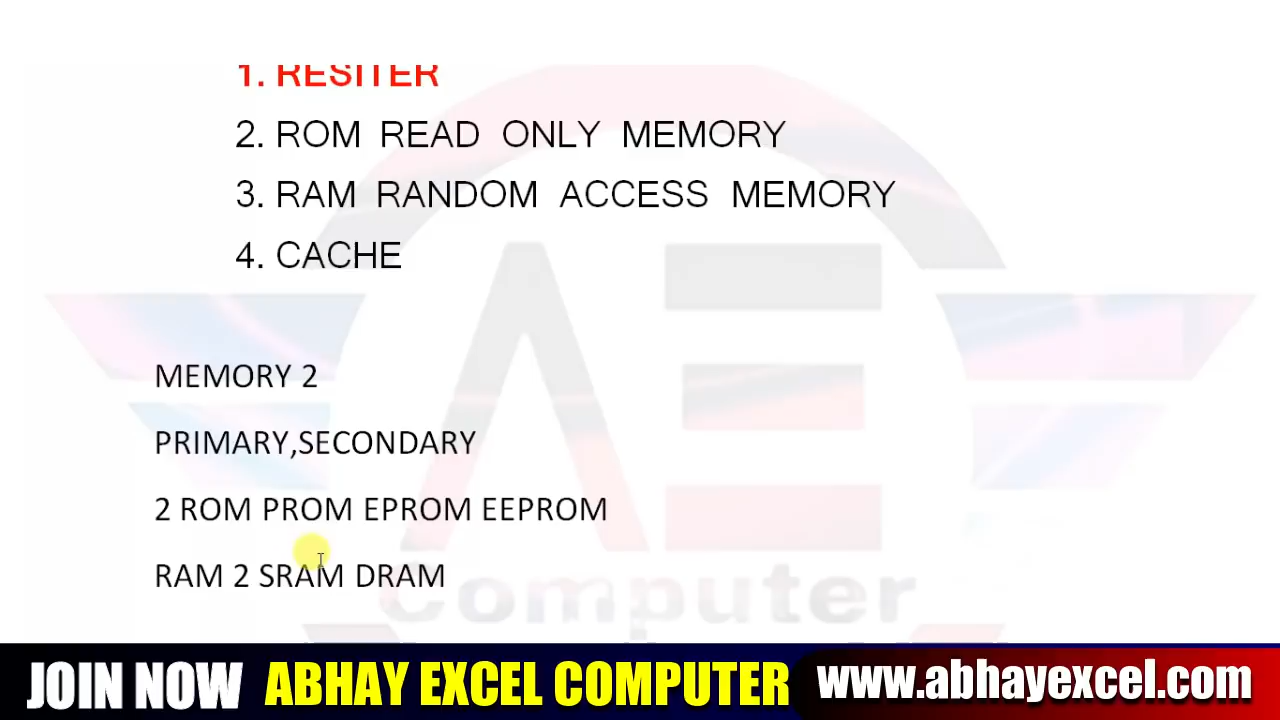 1. RESITER
2. ROM READ ONLY MEMORY
3. RAM RANDOM ACCESS MEMORY
4. CACHE
MEMORY 2
PRIMARY,SECONDARY
2 ROM PROM EPROM EEPROM
RAM 2 SRAM DRAM
Computer
JOIN NOW ABHAY EXCEL COMPUTER www.abhayexcel.com